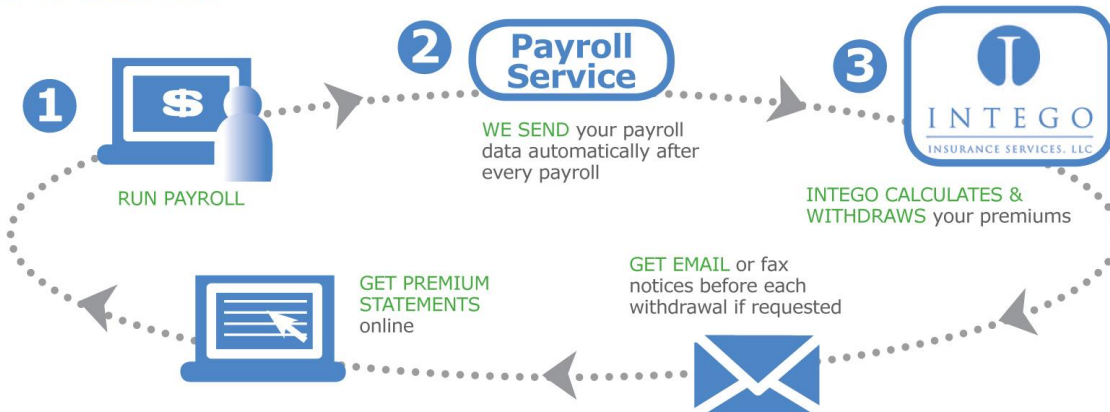 1
$
RUN PAYROLL
2
Payroll
Service
WE SEND your payroll
data automatically after
every payroll
3
I
INTEGO
INSURANCE SERVICES, LLC
INTEGO CALCULATES &
WITHDRAWS your premiums
GET EMAIL or fax
notices before each
withdrawal if requested
GET PREMIUM
STATEMENTS
online